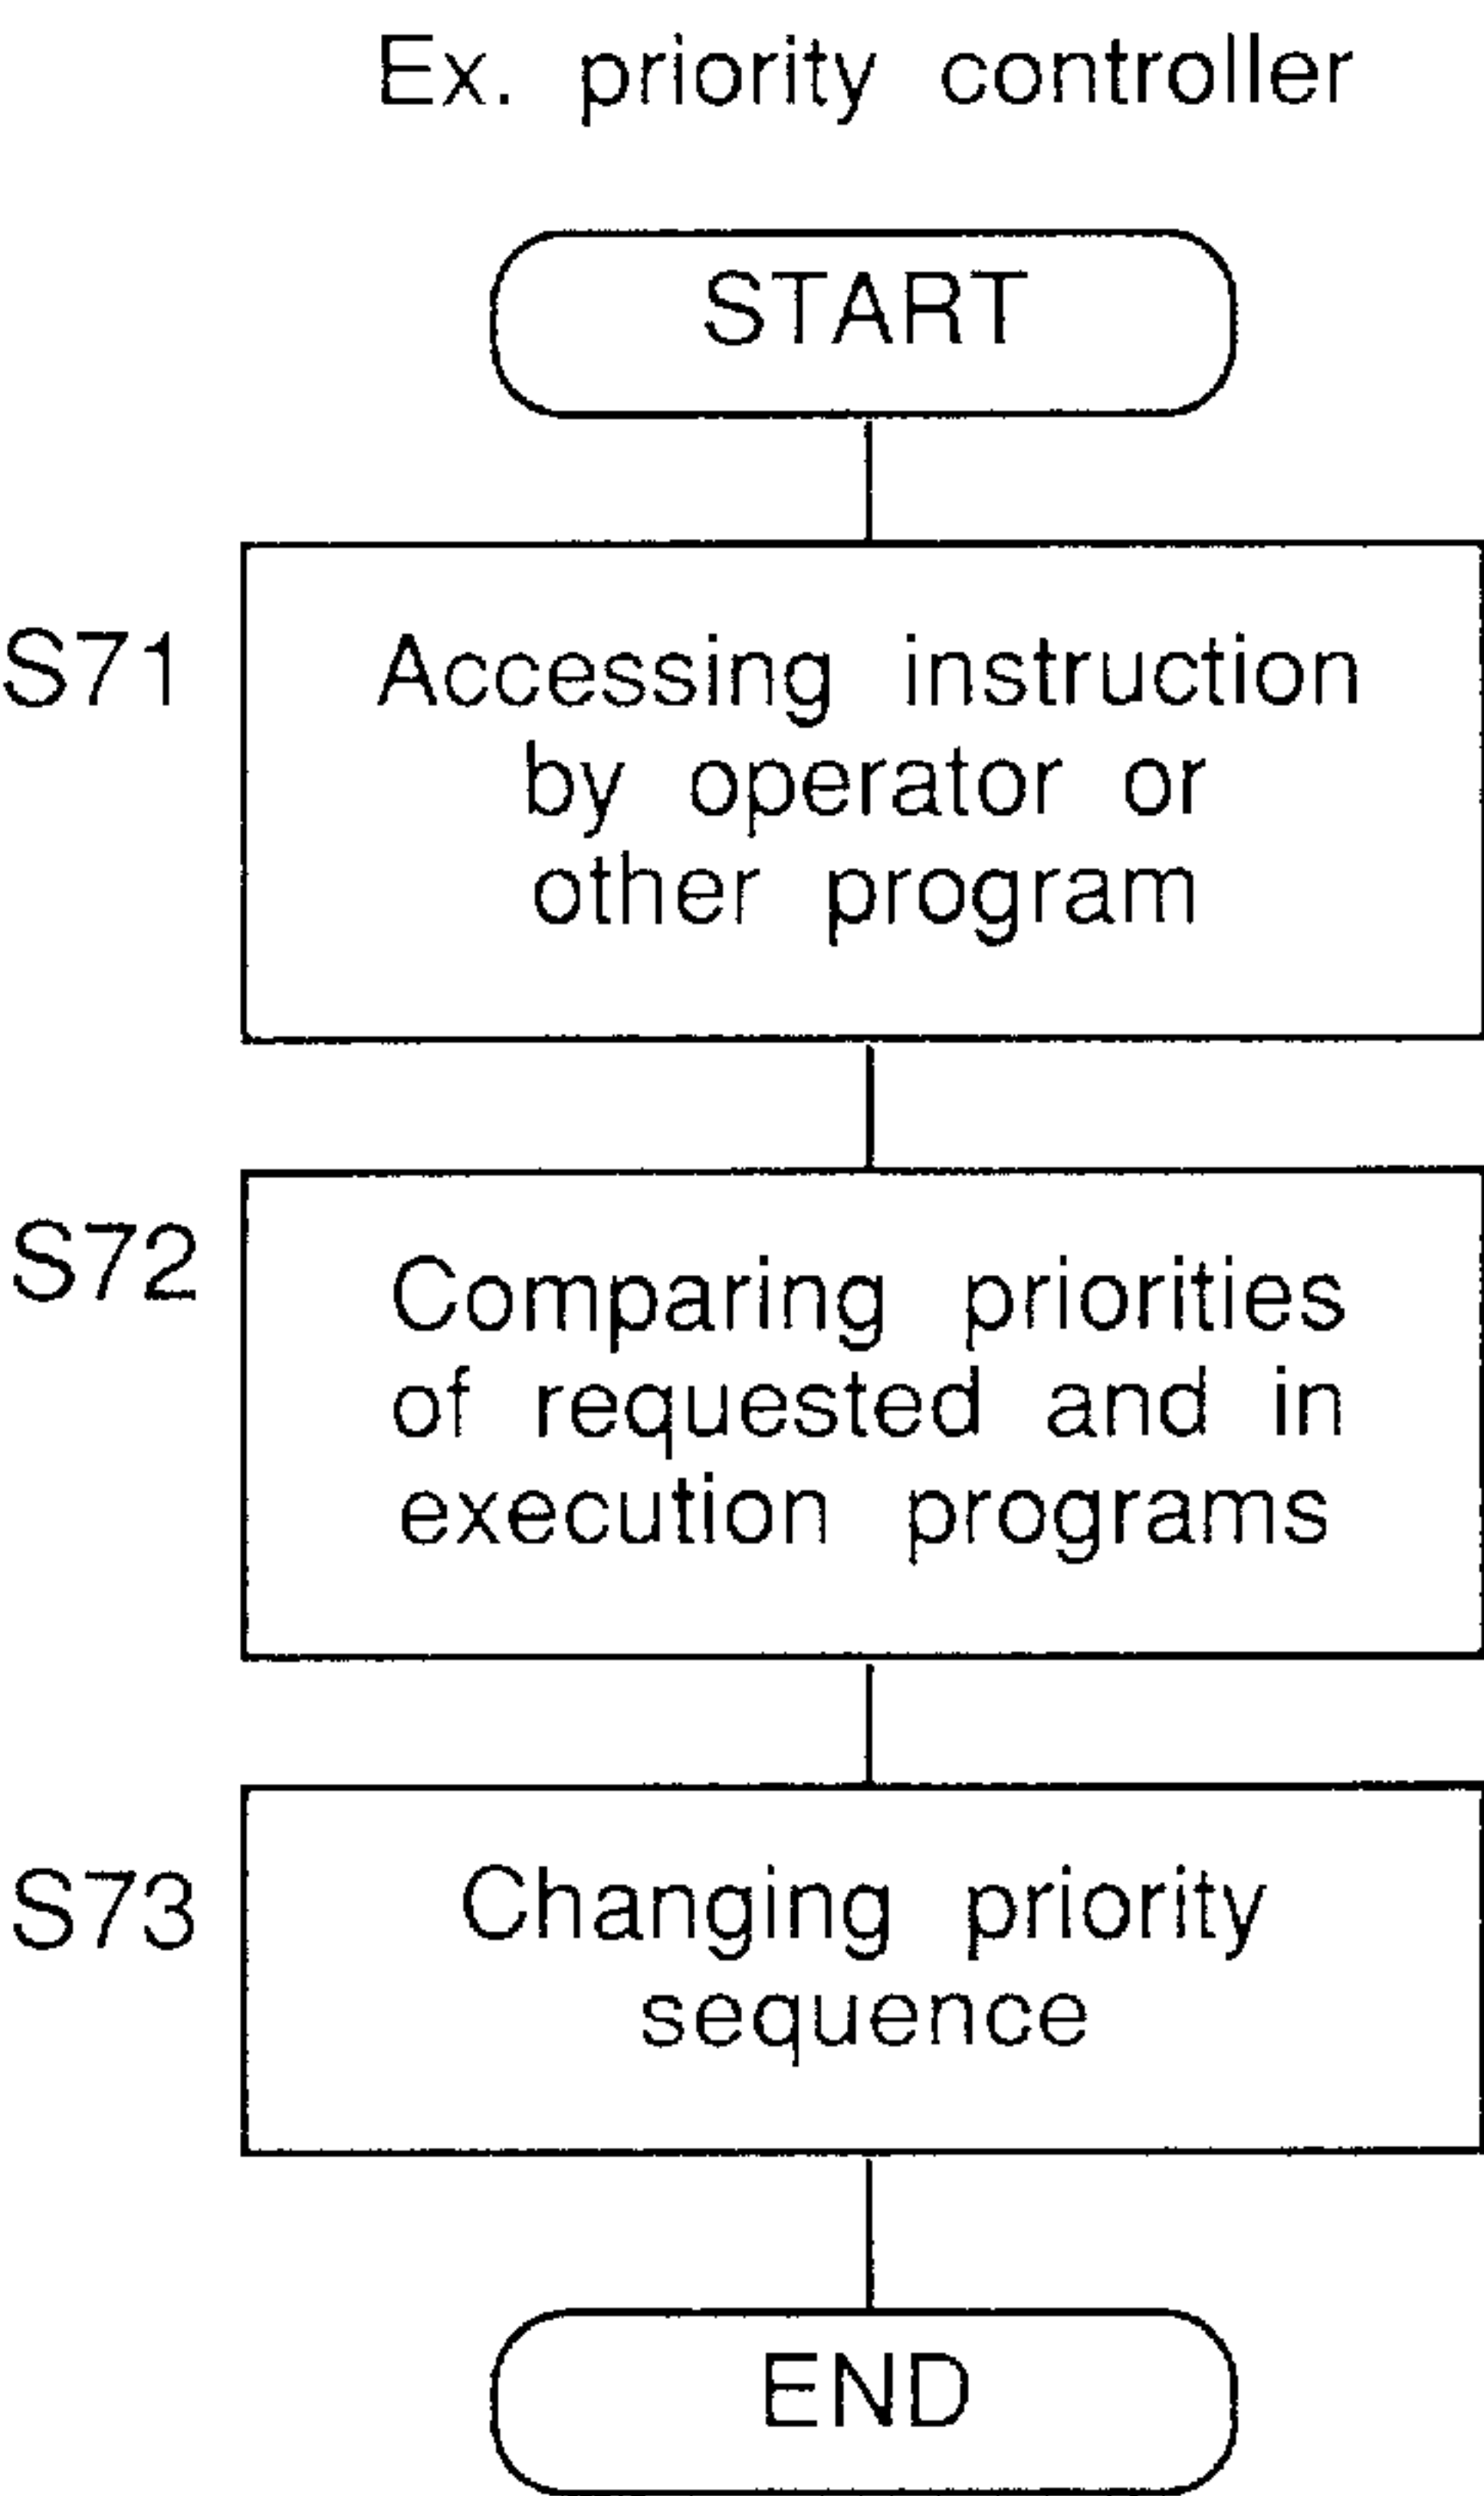 Ex. priority controller
START
S71
Accessing instruction
by operator or
other program
S72
Comparing priorities
of requested and in
execution programs
S73
Changing priority
sequence
END